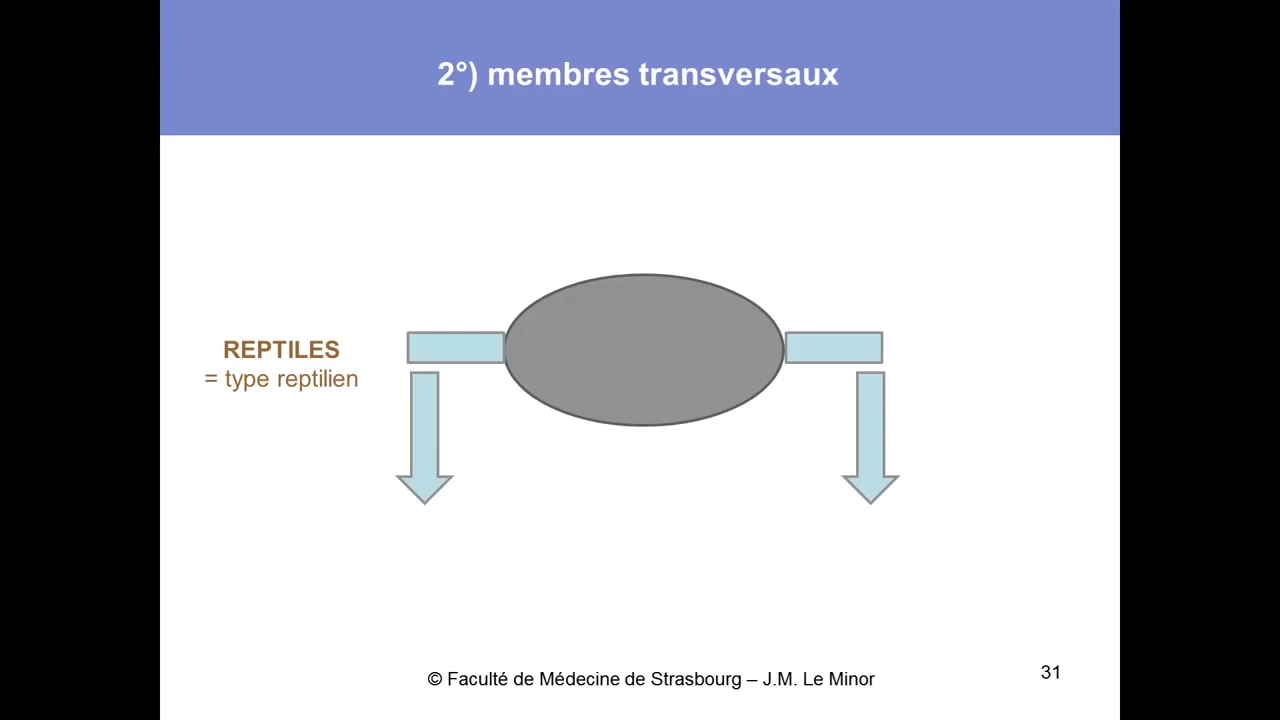 2°) membres transversaux
REPTILES
= type reptilien
© Faculté de Médecine de Strasbourg – J.M. Le Minor
31